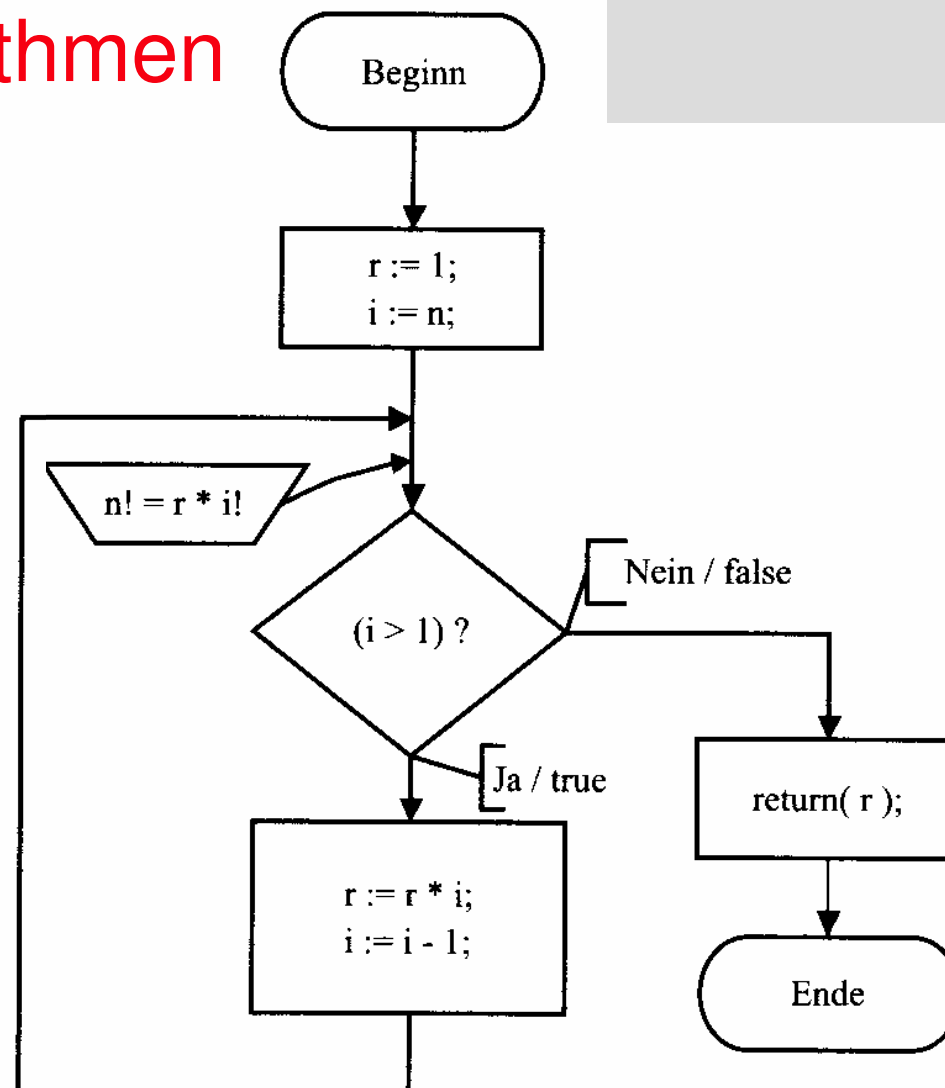 thmen
Beginn
r := 1;
i := n;
n! = r * i!
(i > 1) ?
Nein / false
Ja / true
return( r );
r := r * i;
i := i - 1;
Ende